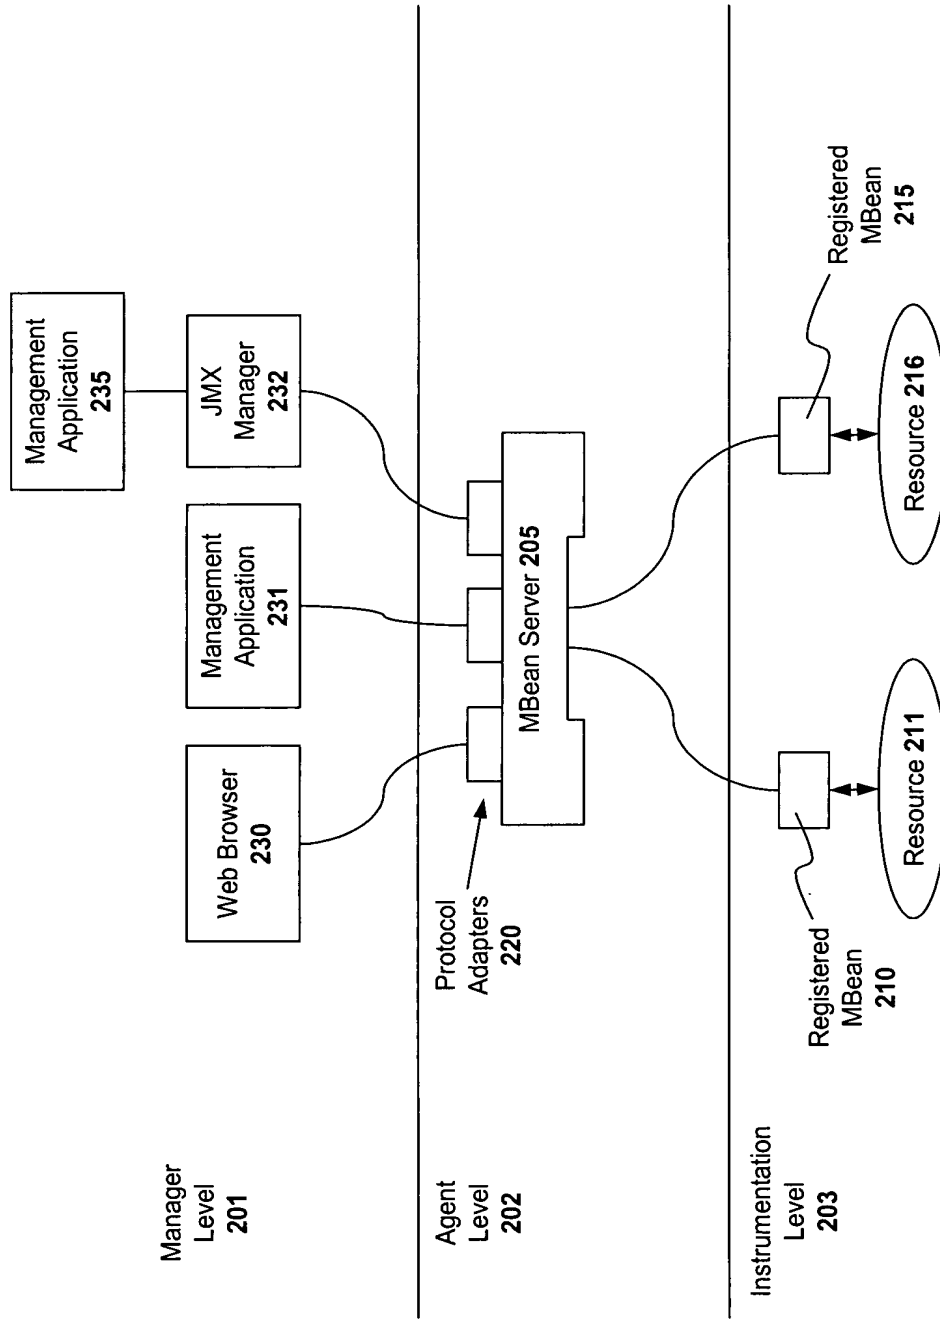 Management
Application
235
Manager
Level
201
Web Browser
230
Management
Application
231
JMX
Manager
232
Agent
Level
202
Protocol
Adapters
220
MBean Server 205
Instrumentation
Level
203
Registered
MBean
210
Resource 211
Registered
MBean
215
Resource 216